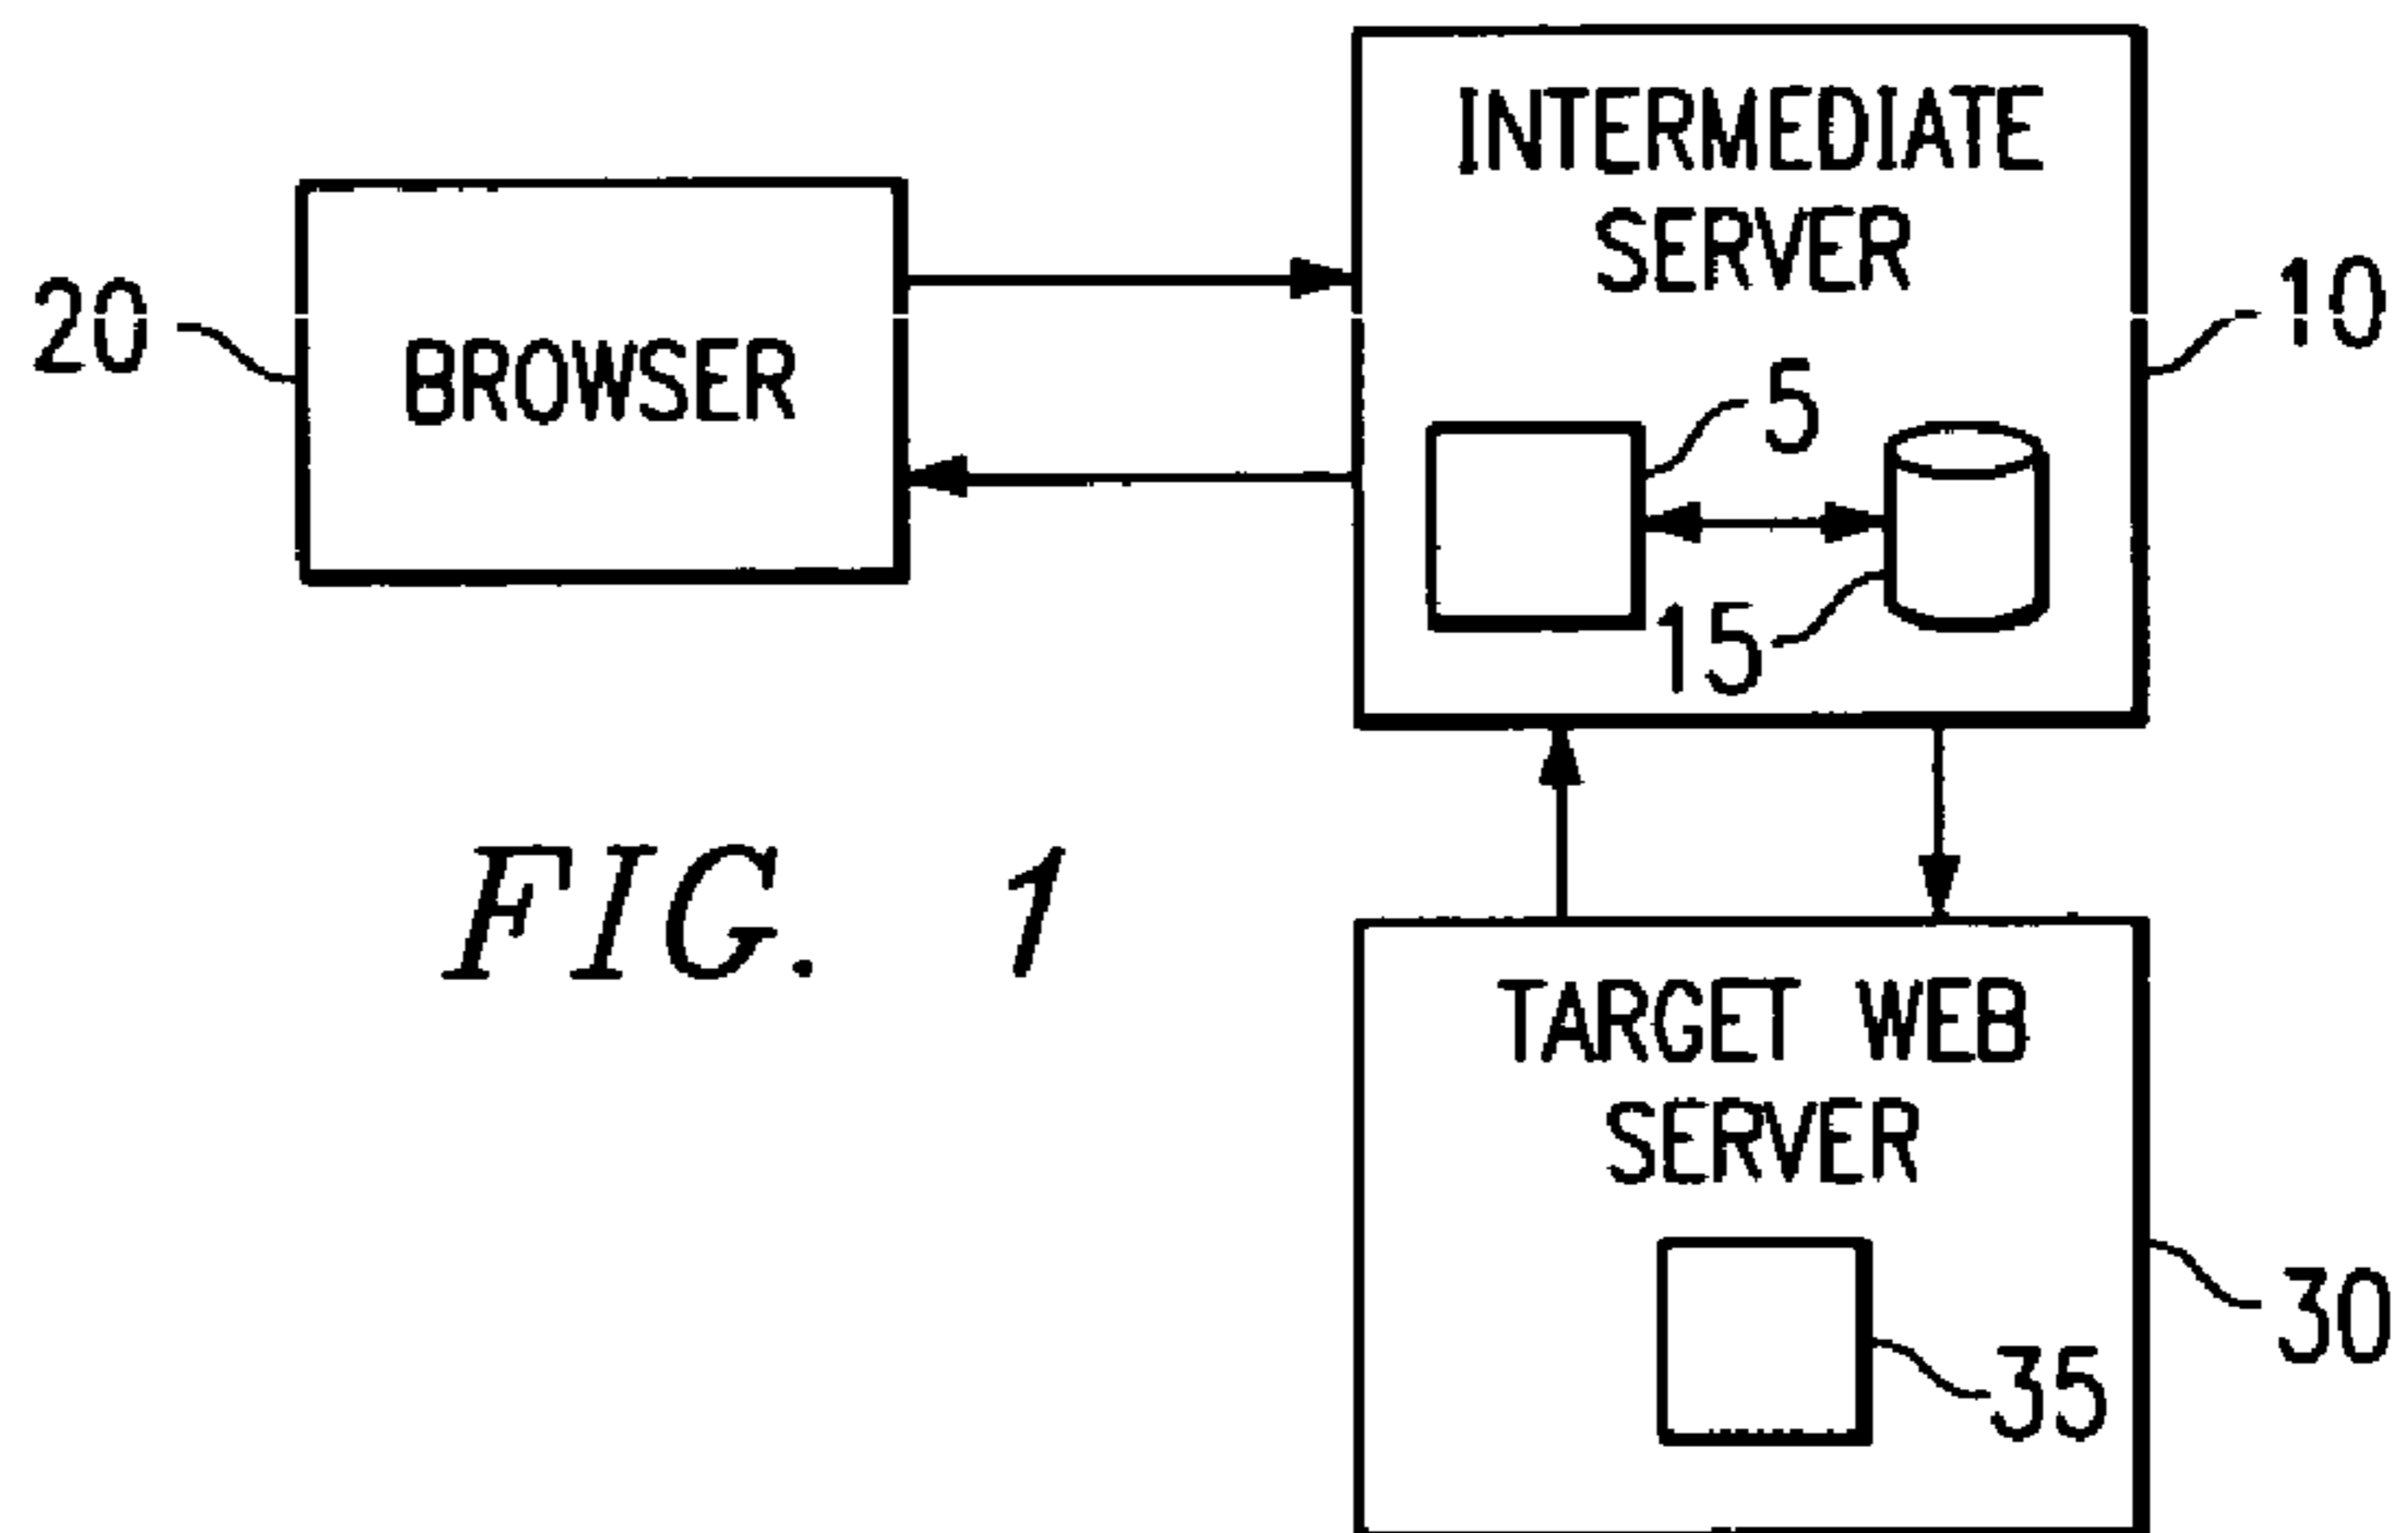 INTERMEDIATE
SERVER
20
BROWSER
10
5
15
FIG. 1
TARGET WEB
SERVER
30
35